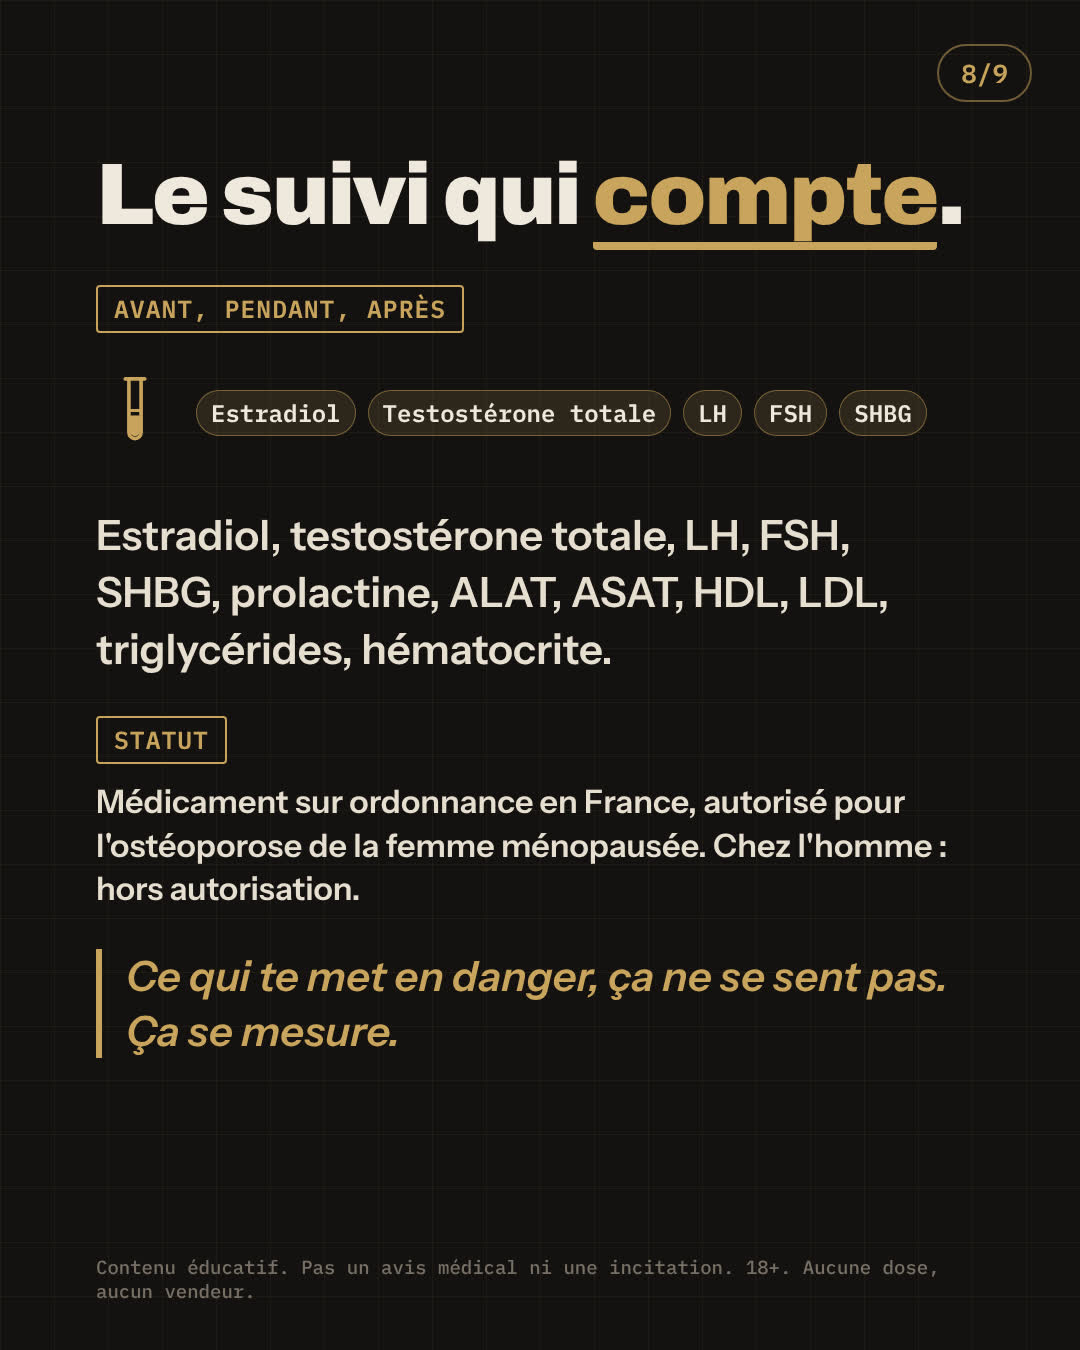 8/9
Le suivi qui compte.
AVANT, PENDANT, APRÈS
Estradiol Testostérone totale LH FSH SHBG
Estradiol, testostérone totale, LH, FSH,
SHBG, prolactine, ALAT, ASAT, HDL, LDL,
triglycérides, hématocrite.
STATUT
Médicament sur ordonnance en France, autorisé pour
l'ostéoporose de la femme ménopausée. Chez l'homme :
hors autorisation.
Ce qui te met en danger, ça ne se sent pas.
Ça se mesure.
Contenu éducatif. Pas un avis médical ni une incitation. 18+. Aucune dose,
aucun vendeur.